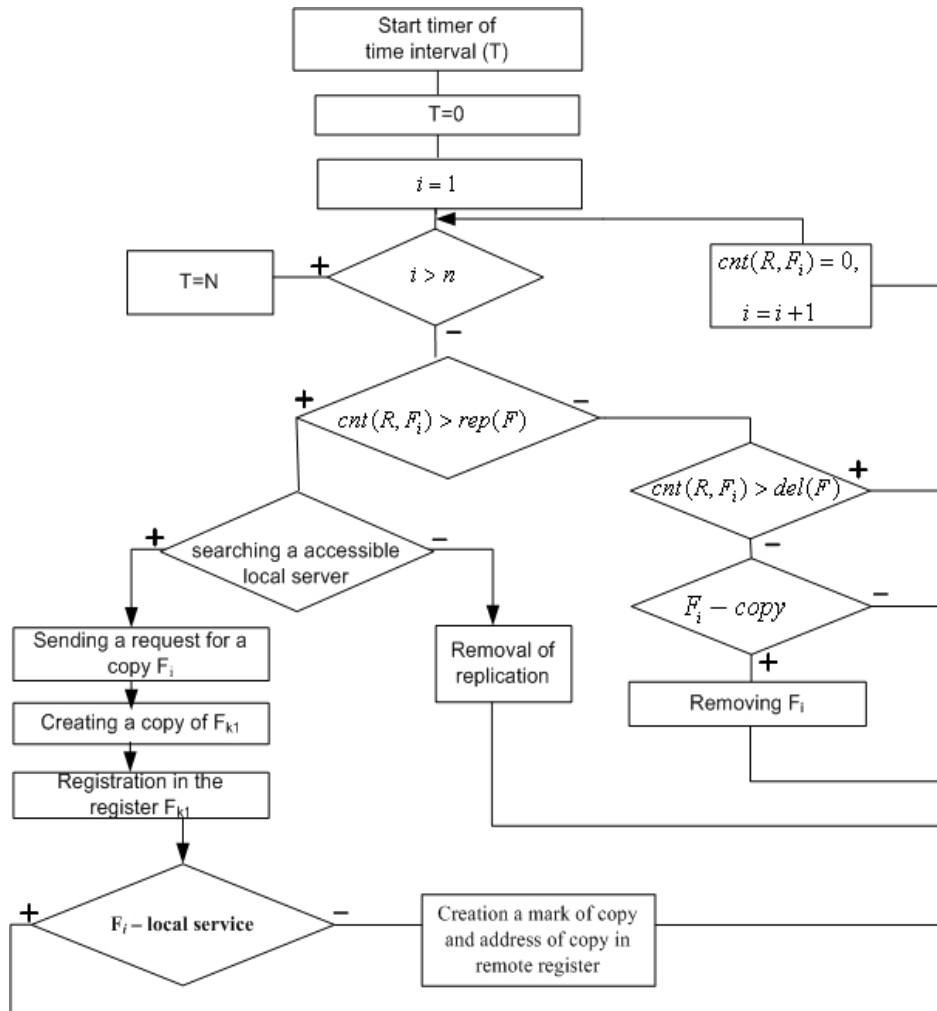 Start timer of
time interval (T)
T=0
i = 1
T=N
+
i > n
−
cnt(R, F_i) = 0,
i = i + 1
+
cnt(R, F_i) > rep(F)
−
cnt(R, F_i) > del(F)
+
−
+
searching a accessible
local server
−
F_i − copy
−
+
Sending a request for a
copy F_i
Removal of
replication
Removing F_i
Creating a copy of F_k1
Registration in the
register F_k1
+
F_i – local service
−
Creation a mark of copy
and address of copy in
remote register